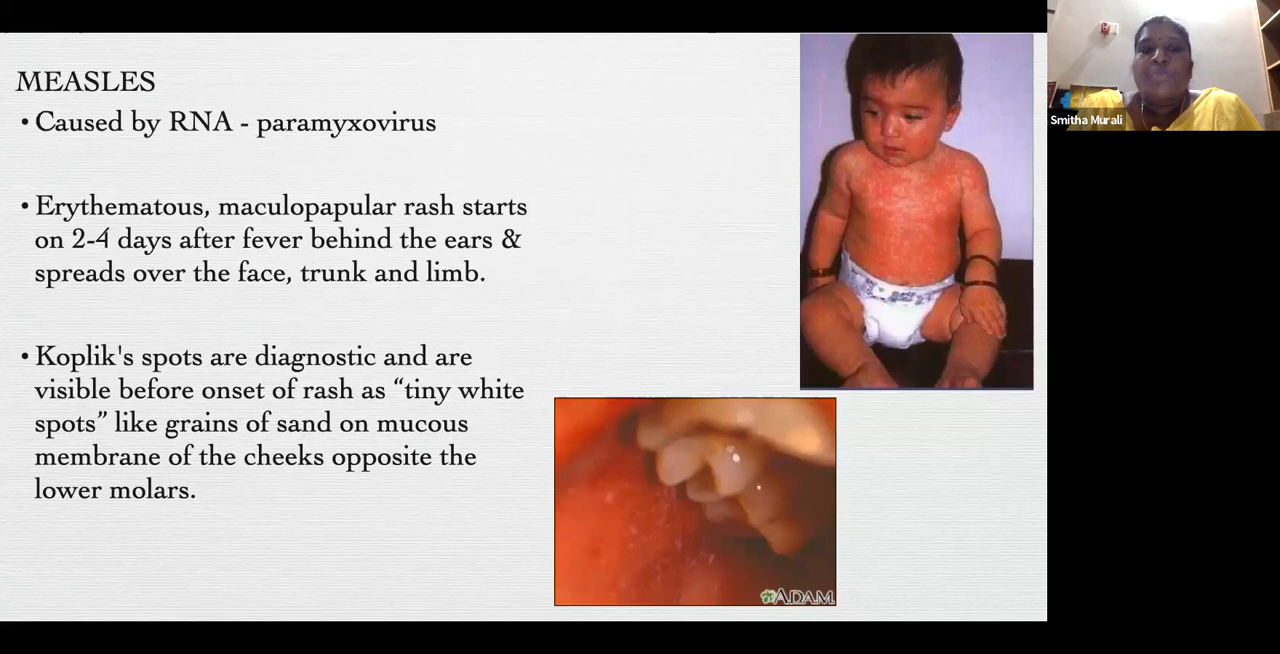 MEASLES
• Caused by RNA - paramyxovirus
• Erythematous, maculopapular rash starts
on 2-4 days after fever behind the ears &
spreads over the face, trunk and limb.
• Koplik's spots are diagnostic and are
visible before onset of rash as “tiny white
spots” like grains of sand on mucous
membrane of the cheeks opposite the
lower molars.
A.D.A.M.
Smitha Murali